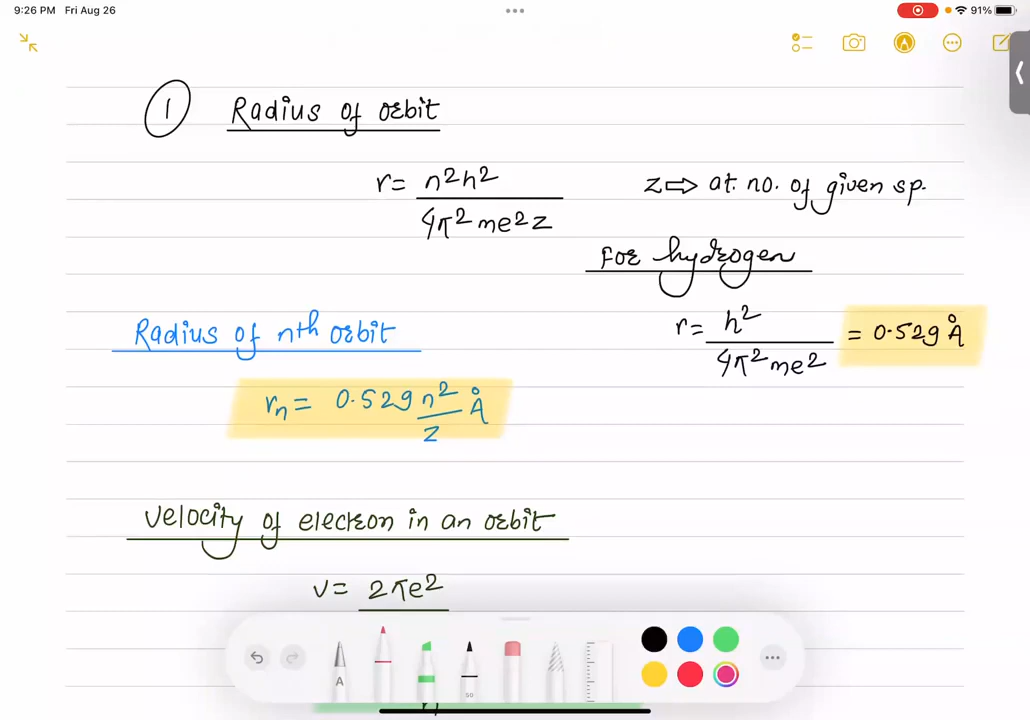 9:26 PM Fri Aug 26
91%
1 Radius of orbit
r = n²h² / 4π²me²z
z ⇒ at. no. of given sp.
For hydrogen
r = h² / 4π²me² = 0.529 Å
Radius of nth orbit
rₙ = 0.529 n²/z Å
Velocity of electron in an orbit
v = 2πe²
A
50